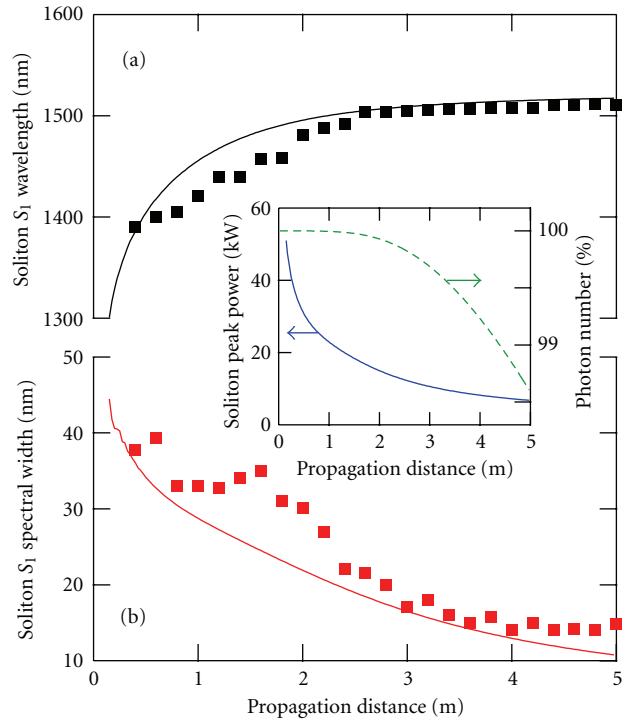 1600
(a)
1500
1400
1300
Soliton S1 wavelength (nm)
60
40
20
0
Soliton peak power (kW)
100
99
Photon number (%)
0 1 2 3 4 5
Propagation distance (m)
50
40
30
20
10
Soliton S1 spectral width (nm)
(b)
0 1 2 3 4 5
Propagation distance (m)